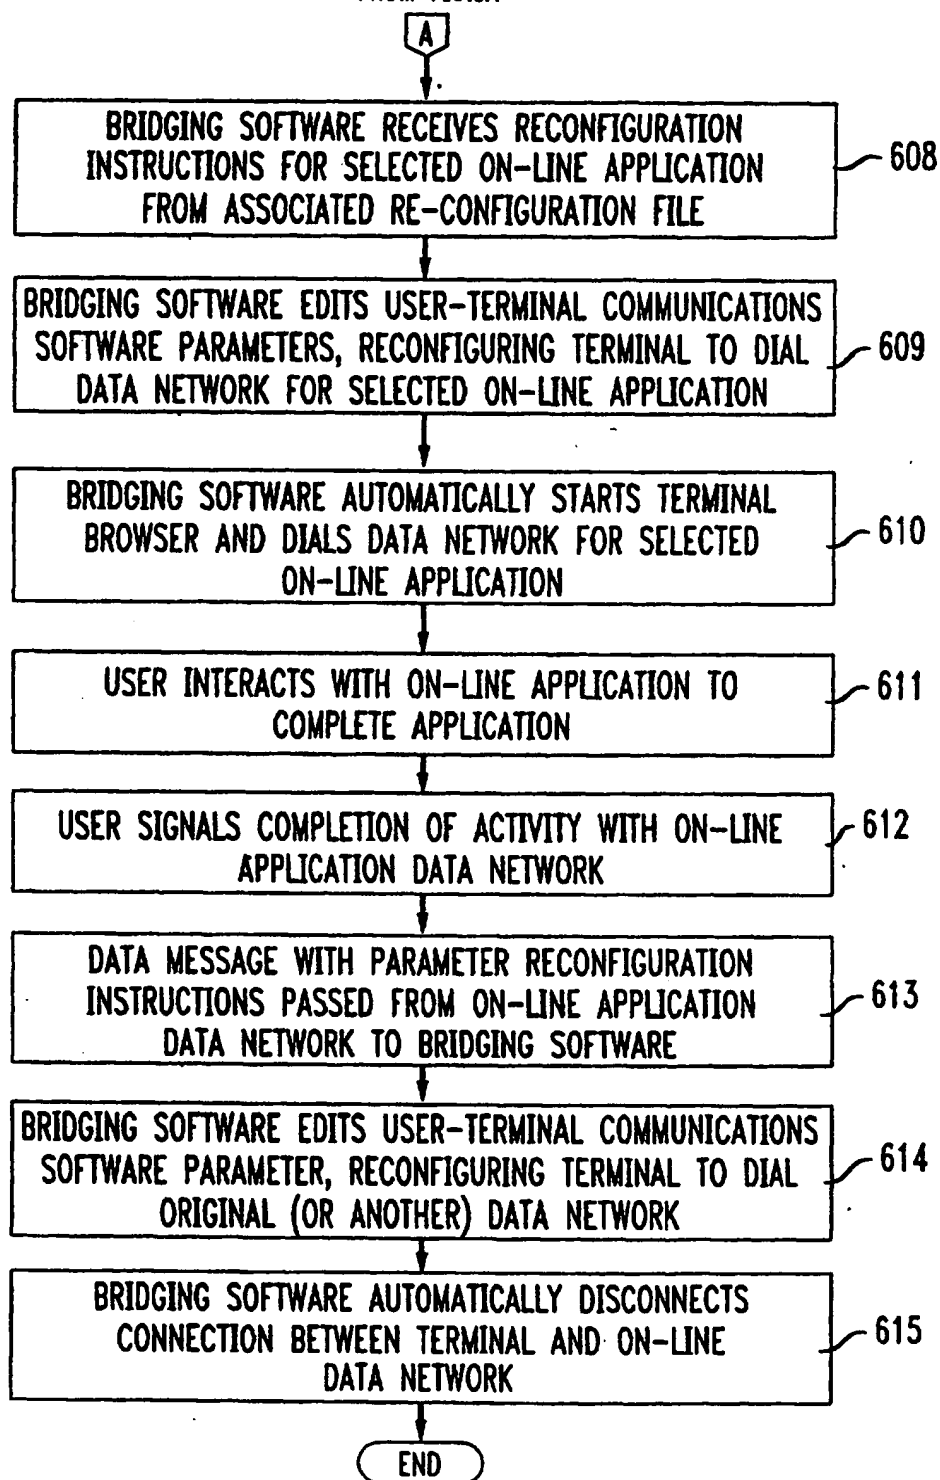 A
BRIDGING SOFTWARE RECEIVES RECONFIGURATION
INSTRUCTIONS FOR SELECTED ON-LINE APPLICATION
FROM ASSOCIATED RE-CONFIGURATION FILE
608
BRIDGING SOFTWARE EDITS USER-TERMINAL COMMUNICATIONS
SOFTWARE PARAMETERS, RECONFIGURING TERMINAL TO DIAL
DATA NETWORK FOR SELECTED ON-LINE APPLICATION
609
BRIDGING SOFTWARE AUTOMATICALLY STARTS TERMINAL
BROWSER AND DIALS DATA NETWORK FOR SELECTED
ON-LINE APPLICATION
610
USER INTERACTS WITH ON-LINE APPLICATION TO
COMPLETE APPLICATION
611
USER SIGNALS COMPLETION OF ACTIVITY WITH ON-LINE
APPLICATION DATA NETWORK
612
DATA MESSAGE WITH PARAMETER RECONFIGURATION
INSTRUCTIONS PASSED FROM ON-LINE APPLICATION
DATA NETWORK TO BRIDGING SOFTWARE
613
BRIDGING SOFTWARE EDITS USER-TERMINAL COMMUNICATIONS
SOFTWARE PARAMETER, RECONFIGURING TERMINAL TO DIAL
ORIGINAL (OR ANOTHER) DATA NETWORK
614
BRIDGING SOFTWARE AUTOMATICALLY DISCONNECTS
CONNECTION BETWEEN TERMINAL AND ON-LINE
DATA NETWORK
615
END